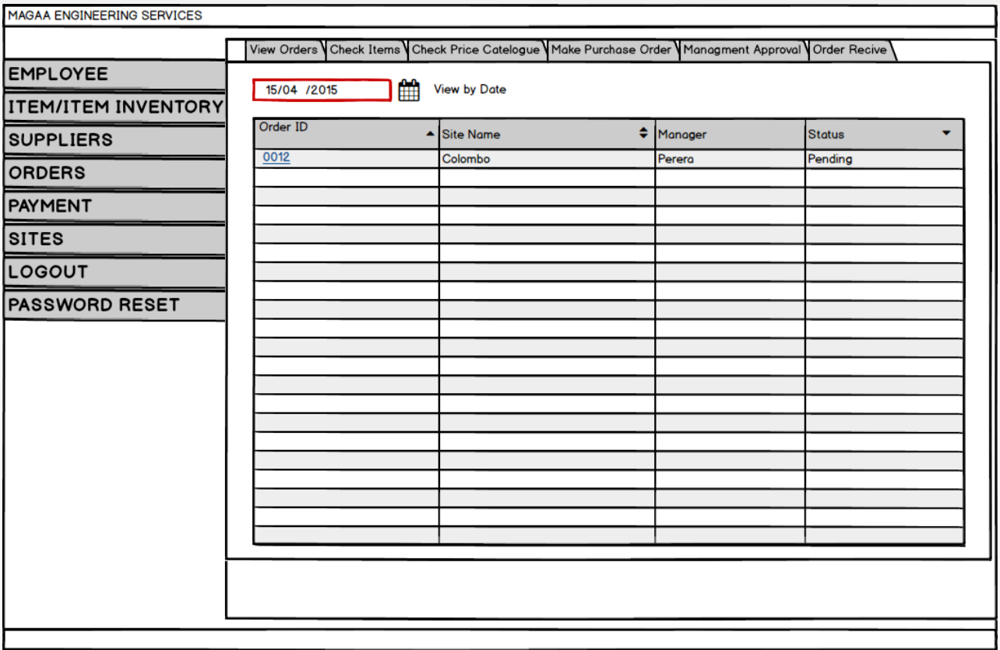 MAGAA ENGINEERING SERVICES
View Orders Check Items Check Price Catelogue Make Purchase Order Managment Approval Order Recive
EMPLOYEE
ITEM/ITEM INVENTORY
SUPPLIERS
ORDERS
PAYMENT
SITES
LOGOUT
PASSWORD RESET
15/04 /2015 View by Date
Order ID Site Name Manager Status
0012 Colombo Perera Pending